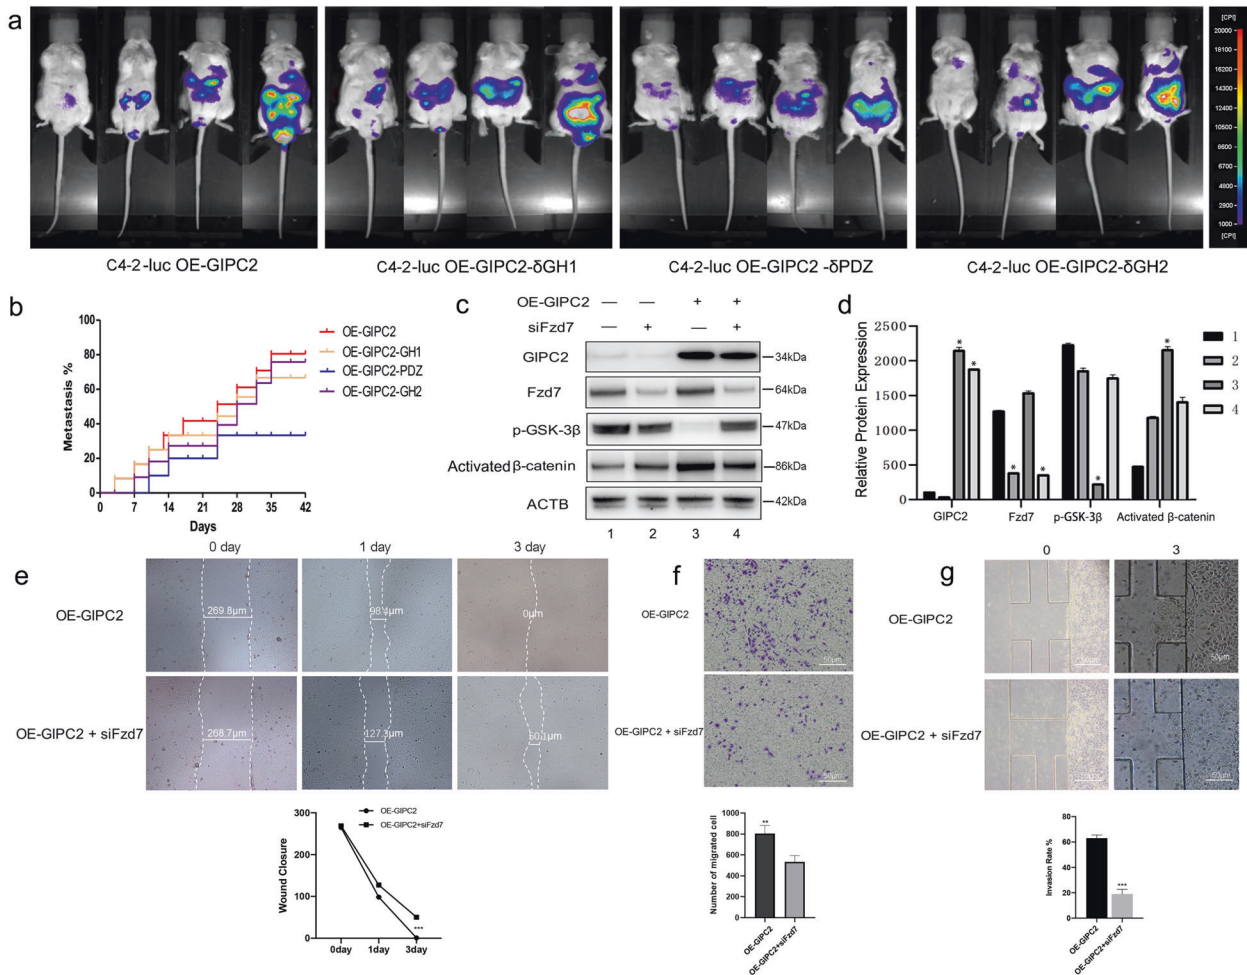 a
[CPI]
20000
18100
16200
14300
12400
10500
8600
6700
4800
2900
1000
[CPI]
C4-2-luc OE-GIPC2
C4-2-luc OE-GIPC2-δGH1
C4-2-luc OE-GIPC2 -δPDZ
C4-2-luc OE-GIPC2-δGH2
b
Metastasis %
100
80
60
40
20
0
0 7 14 21 28 35 42
Days
OE-GIPC2
OE-GIPC2-GH1
OE-GIPC2-PDZ
OE-GIPC2-GH2
c
OE-GIPC2 — — + +
siFzd7 — + — +
GIPC2 34kDa
Fzd7 64kDa
p-GSK-3β 47kDa
Activated β-catenin 86kDa
ACTB 42kDa
1 2 3 4
d
Relative Protein Expression
2500
2000
1500
1000
500
0
* * * * * *
GIPC2 Fzd7 p-GSK-3β Activated β-catenin
1
2
3
4
e
0 day 1 day 3 day
OE-GIPC2
269.8μm 98.1μm 0μm
OE-GIPC2 + siFzd7
268.7μm 127.3μm 50.1μm
OE-GIPC2
OE-GIPC2+siFzd7
Wound Closure
300
200
100
0
***
0day 1day 3day
f
OE-GIPC2
50μm
OE-GIPC2 + siFzd7
50μm
Number of migrated cell
1000
800
600
400
200
0
**
OE-GIPC2
OE-GIPC2+siFzd7
g
0 3
OE-GIPC2
50μm
OE-GIPC2 + siFzd7
50μm
Invasion Rate %
80
60
40
20
0
***
OE-GIPC2
OE-GIPC2+siFzd7